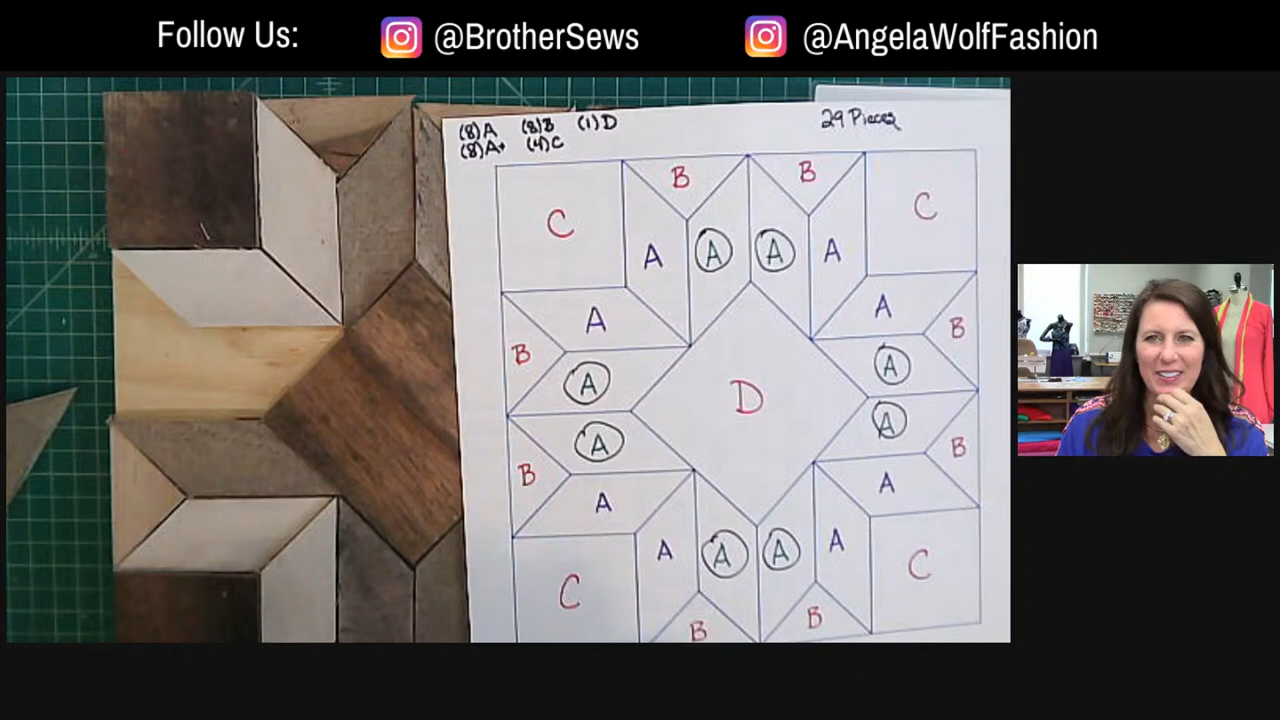 Follow Us: @BrotherSews @AngelaWolfFashion
(8)A (8)B (1)D 29 Pieces
(8)A+ (4)C
B B
C A A A A C
A A
B B
A A
D
A A
B B
A A
C A A A A C
B B